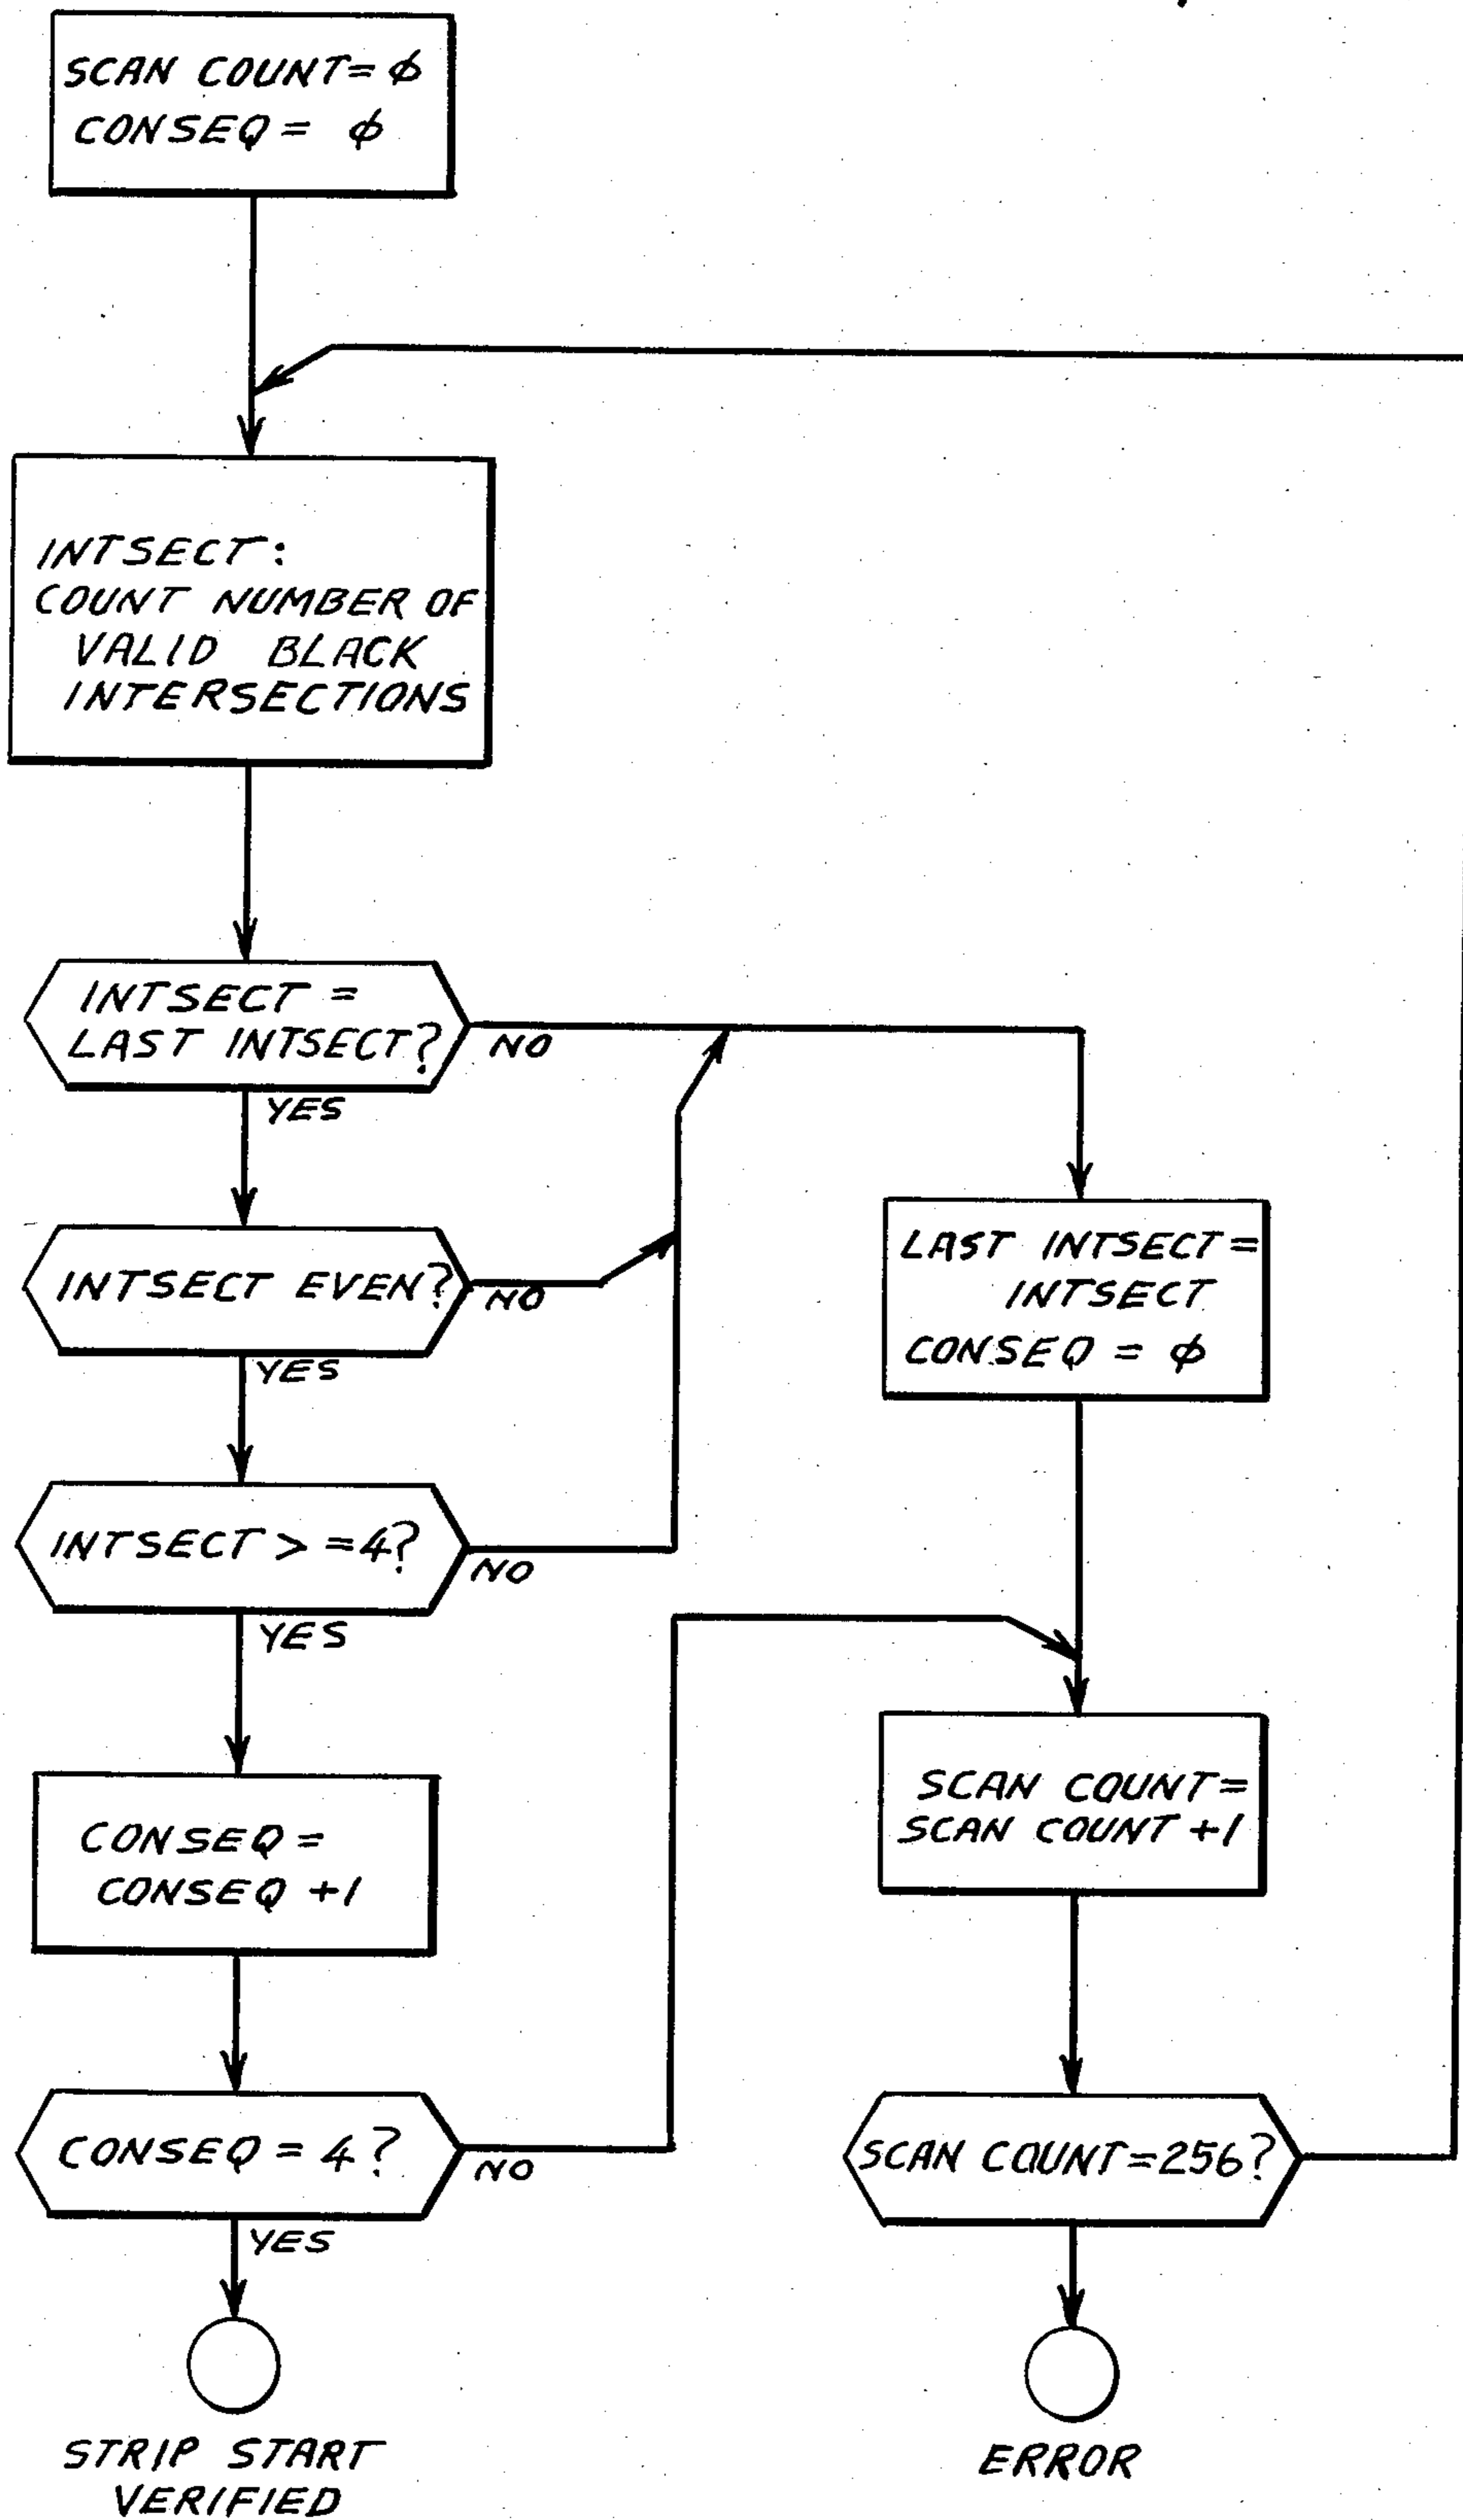 SCAN COUNT= φ
CONSEQ = φ
INTSECT:
COUNT NUMBER OF
VALID BLACK
INTERSECTIONS
INTSECT =
LAST INTSECT?
NO
YES
INTSECT EVEN?
NO
YES
INTSECT > =4?
NO
YES
CONSEQ =
CONSEQ +1
CONSEQ = 4?
NO
YES
STRIP START
VERIFIED
LAST INTSECT=
INTSECT
CONSEQ = φ
SCAN COUNT=
SCAN COUNT +1
SCAN COUNT=256?
ERROR